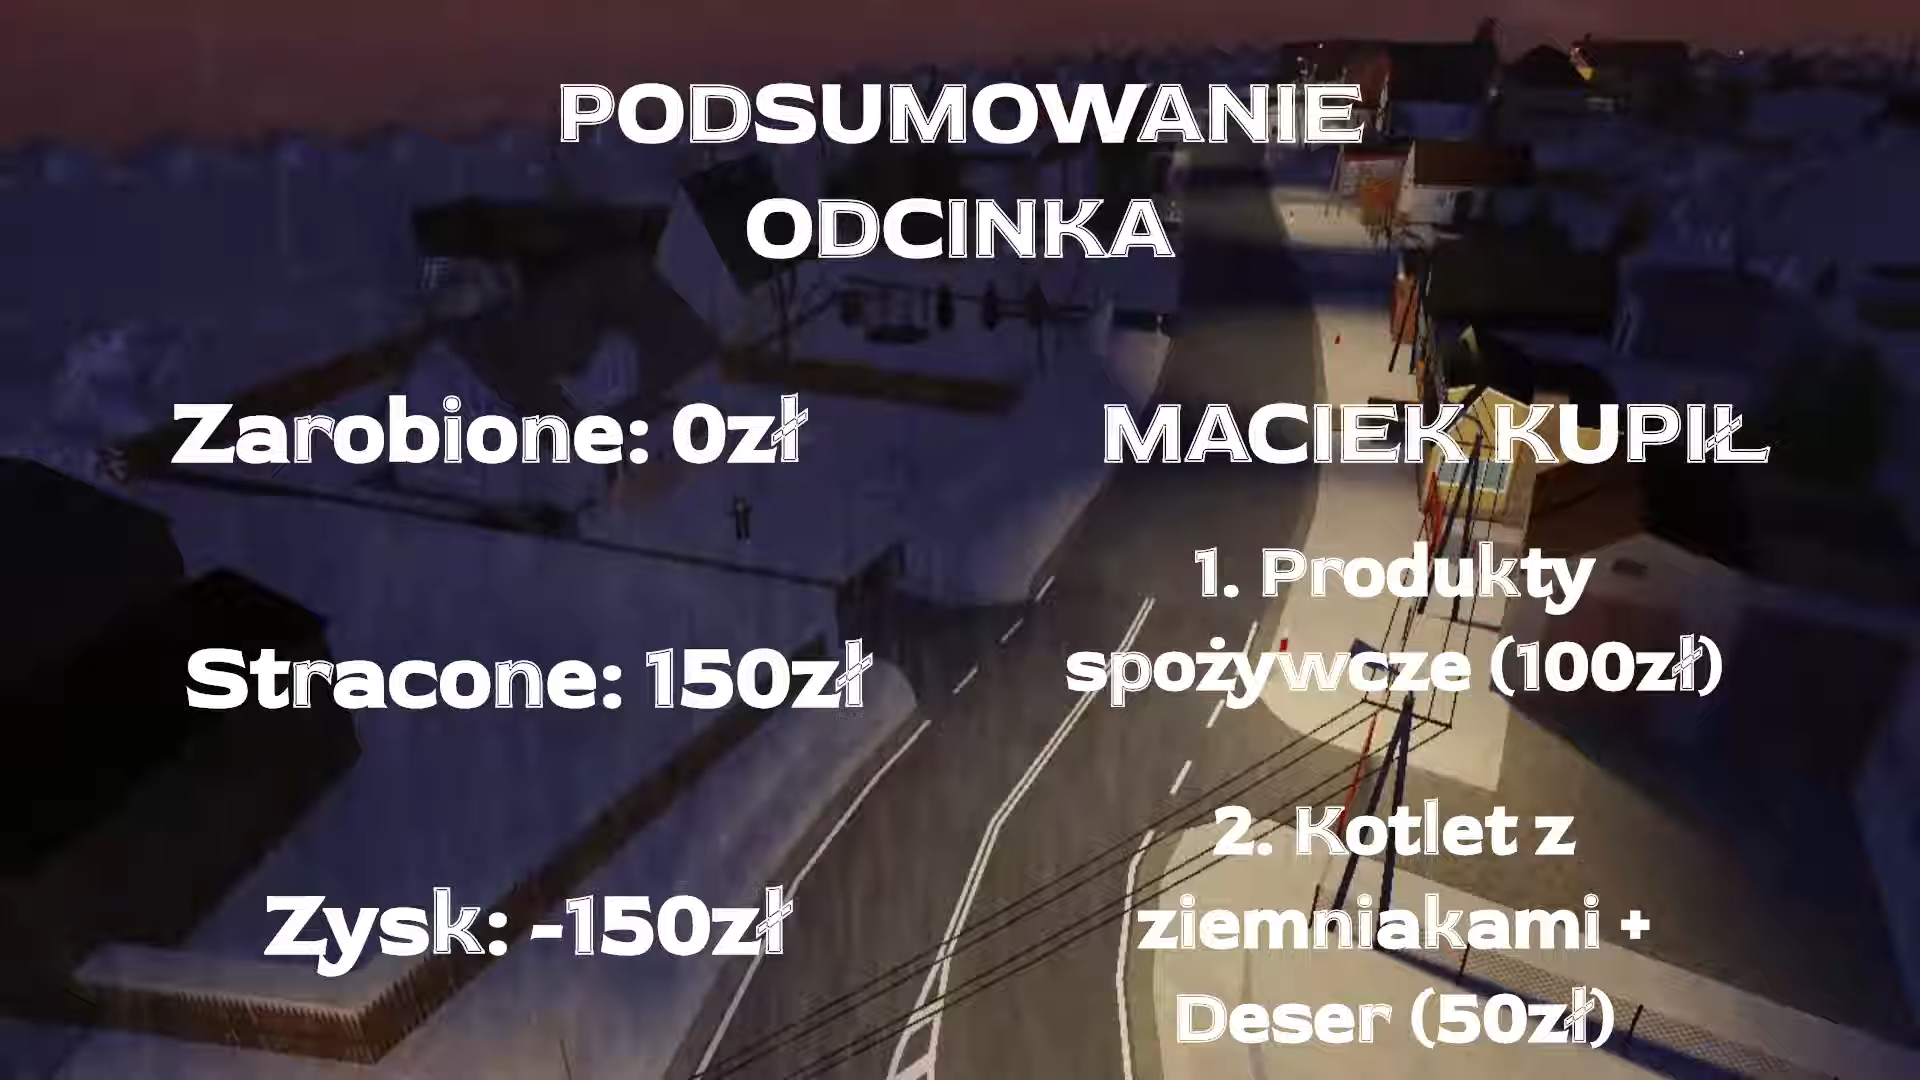 PODSUMOWANIE
ODCINKA
Zarobione: 0zł
Stracone: 150zł
Zysk: -150zł
MACIEK KUPIŁ
1. Produkty
spożywcze (100zł)
2. Kotlet z
ziemniakami +
Deser (50zł)